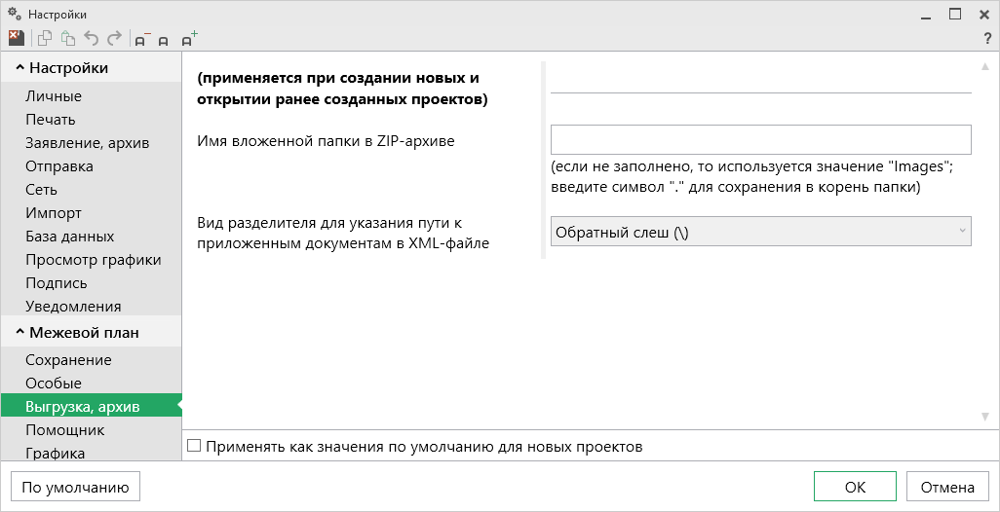 Настройки
?
Настройки
Личные
Печать
Заявление, архив
Отправка
Сеть
Импорт
База данных
Просмотр графики
Подпись
Уведомления
Межевой план
Сохранение
Особые
Выгрузка, архив
Помощник
Графика
(применяется при создании новых и
открытии ранее созданных проектов)
Имя вложенной папки в ZIP-архиве
(если не заполнено, то используется значение "Images";
введите символ "." для сохранения в корень папки)
Вид разделителя для указания пути к
приложенным документам в XML-файле
Обратный слеш (\)
Применять как значения по умолчанию для новых проектов
По умолчанию
ОК
Отмена